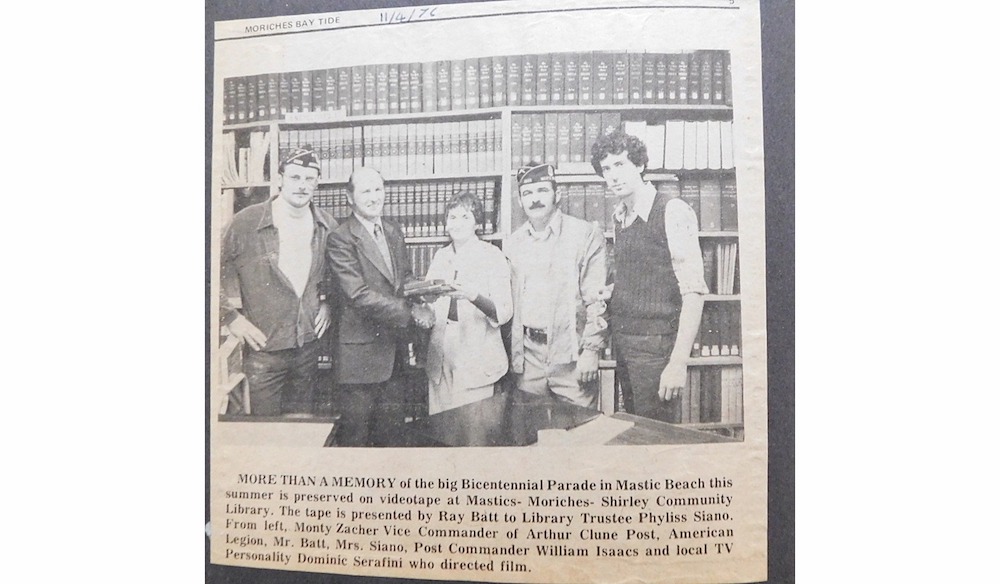 MORICHES BAY TIDE 11/4/76
5
MORE THAN A MEMORY of the big Bicentennial Parade in Mastic Beach this
summer is preserved on videotape at Mastics- Moriches- Shirley Community
Library. The tape is presented by Ray Batt to Library Trustee Phyliss Siano.
From left, Monty Zacher Vice Commander of Arthur Clune Post, American
Legion, Mr. Batt, Mrs. Siano, Post Commander William Isaacs and local TV
Personality Dominic Serafini who directed film.